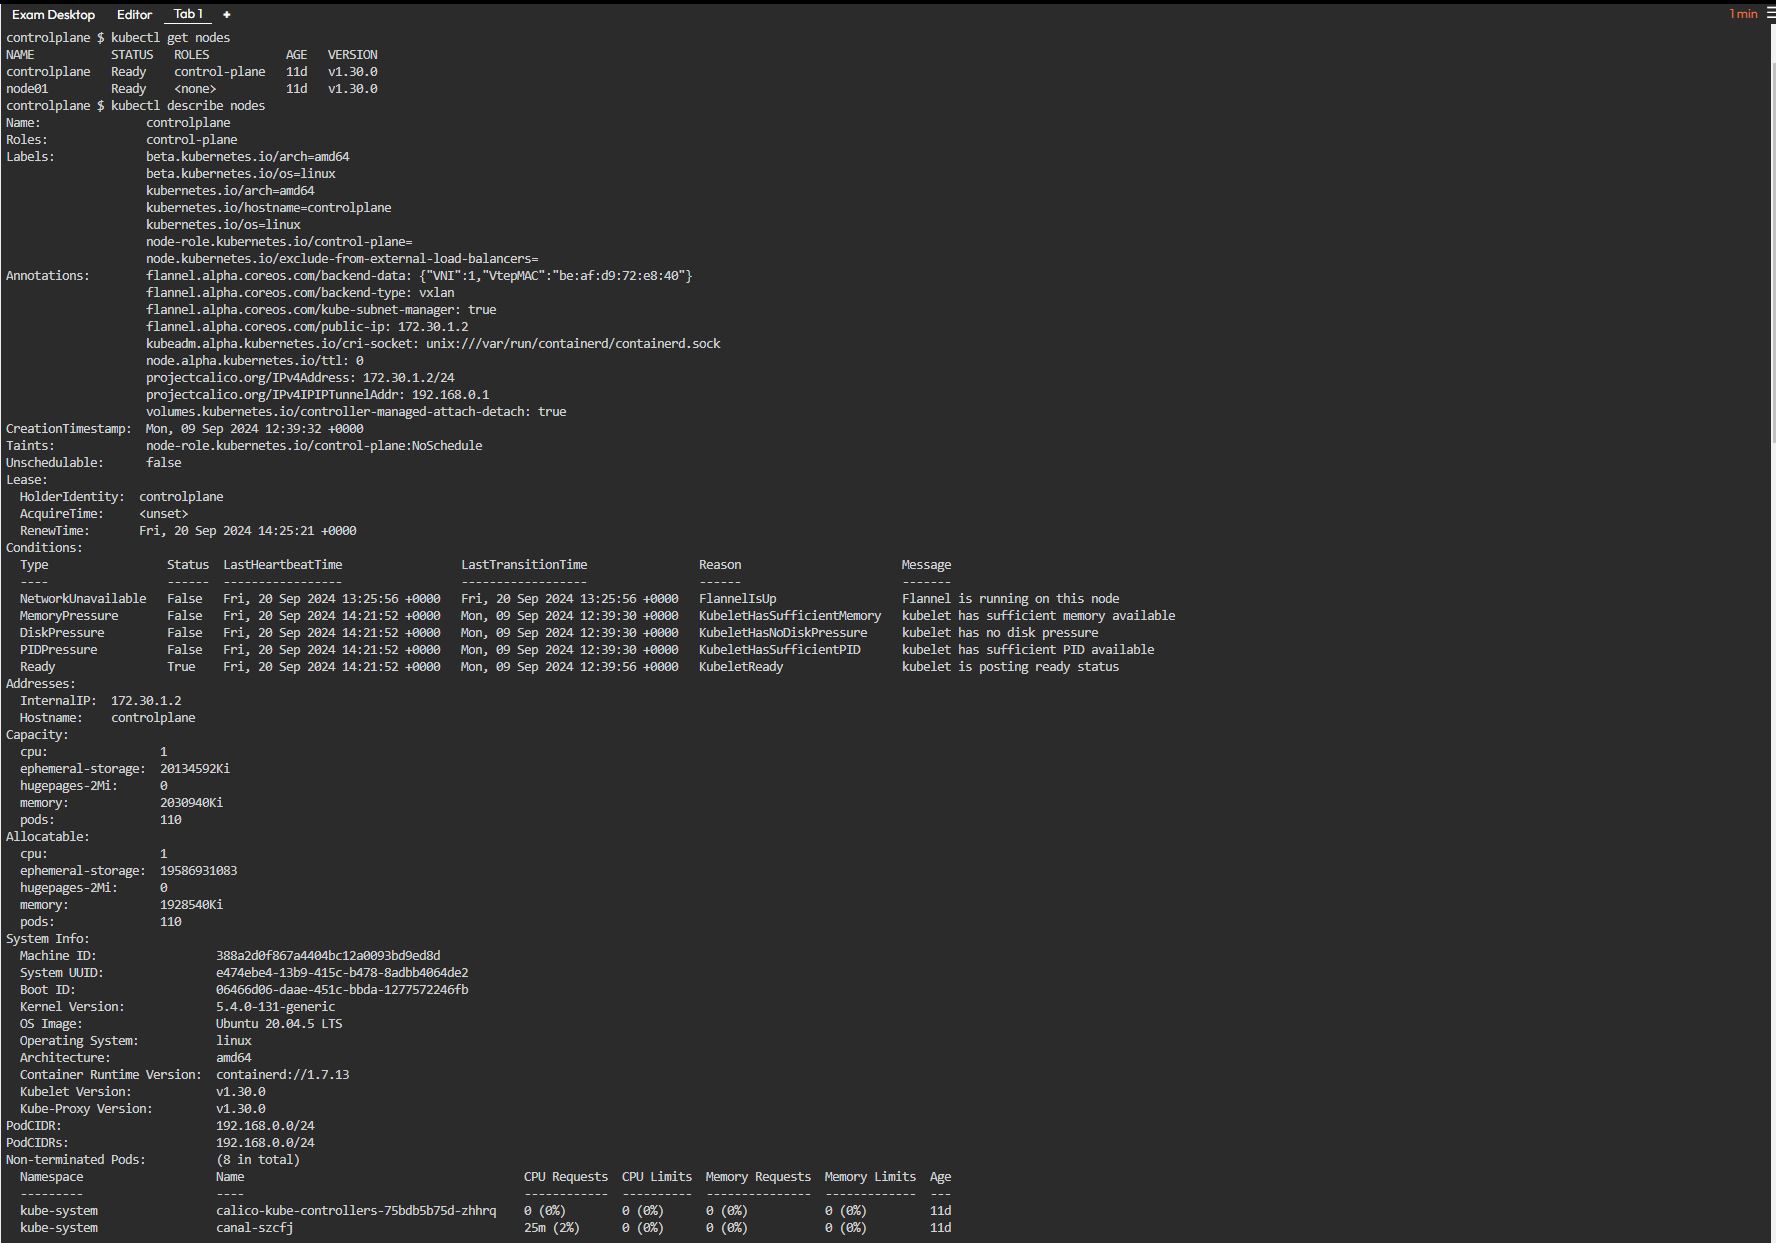 Exam Desktop Editor Tab 1 + 1 min
controlplane $ kubectl get nodes
NAME STATUS ROLES AGE VERSION
controlplane Ready control-plane 11d v1.30.0
node01 Ready <none> 11d v1.30.0
controlplane $ kubectl describe nodes
Name: controlplane
Roles: control-plane
Labels: beta.kubernetes.io/arch=amd64
beta.kubernetes.io/os=linux
kubernetes.io/arch=amd64
kubernetes.io/hostname=controlplane
kubernetes.io/os=linux
node-role.kubernetes.io/control-plane=
node.kubernetes.io/exclude-from-external-load-balancers=
Annotations: flannel.alpha.coreos.com/backend-data: {"VNI":1,"VtepMAC":"be:af:d9:72:e8:40"}
flannel.alpha.coreos.com/backend-type: vxlan
flannel.alpha.coreos.com/kube-subnet-manager: true
flannel.alpha.coreos.com/public-ip: 172.30.1.2
kubeadm.alpha.kubernetes.io/cri-socket: unix:///var/run/containerd/containerd.sock
node.alpha.kubernetes.io/ttl: 0
projectcalico.org/IPv4Address: 172.30.1.2/24
projectcalico.org/IPv4IPIPTunnelAddr: 192.168.0.1
volumes.kubernetes.io/controller-managed-attach-detach: true
CreationTimestamp: Mon, 09 Sep 2024 12:39:32 +0000
Taints: node-role.kubernetes.io/control-plane:NoSchedule
Unschedulable: false
Lease:
HolderIdentity: controlplane
AcquireTime: <unset>
RenewTime: Fri, 20 Sep 2024 14:25:21 +0000
Conditions:
Type Status LastHeartbeatTime LastTransitionTime Reason Message
---- ------ ----------------- ------------------ ------ -------
NetworkUnavailable False Fri, 20 Sep 2024 13:25:56 +0000 Fri, 20 Sep 2024 13:25:56 +0000 FlannelIsUp Flannel is running on this node
MemoryPressure False Fri, 20 Sep 2024 14:21:52 +0000 Mon, 09 Sep 2024 12:39:30 +0000 KubeletHasSufficientMemory kubelet has sufficient memory available
DiskPressure False Fri, 20 Sep 2024 14:21:52 +0000 Mon, 09 Sep 2024 12:39:30 +0000 KubeletHasNoDiskPressure kubelet has no disk pressure
PIDPressure False Fri, 20 Sep 2024 14:21:52 +0000 Mon, 09 Sep 2024 12:39:30 +0000 KubeletHasSufficientPID kubelet has sufficient PID available
Ready True Fri, 20 Sep 2024 14:21:52 +0000 Mon, 09 Sep 2024 12:39:56 +0000 KubeletReady kubelet is posting ready status
Addresses:
InternalIP: 172.30.1.2
Hostname: controlplane
Capacity:
cpu: 1
ephemeral-storage: 20134592Ki
hugepages-2Mi: 0
memory: 2030940Ki
pods: 110
Allocatable:
cpu: 1
ephemeral-storage: 19586931083
hugepages-2Mi: 0
memory: 1928540Ki
pods: 110
System Info:
Machine ID: 388a2d0f867a4404bc12a0093bd9ed8d
System UUID: e474ebe4-13b9-415c-b478-8adbb4064de2
Boot ID: 06466d06-daae-451c-bbda-1277572246fb
Kernel Version: 5.4.0-131-generic
OS Image: Ubuntu 20.04.5 LTS
Operating System: linux
Architecture: amd64
Container Runtime Version: containerd://1.7.13
Kubelet Version: v1.30.0
Kube-Proxy Version: v1.30.0
PodCIDR: 192.168.0.0/24
PodCIDRs: 192.168.0.0/24
Non-terminated Pods: (8 in total)
Namespace Name CPU Requests CPU Limits Memory Requests Memory Limits Age
--------- ---- ------------ ---------- --------------- ------------- ---
kube-system calico-kube-controllers-75bdb5b75d-zhhrq 0 (0%) 0 (0%) 0 (0%) 0 (0%) 11d
kube-system canal-szcfj 25m (2%) 0 (0%) 0 (0%) 0 (0%) 11d